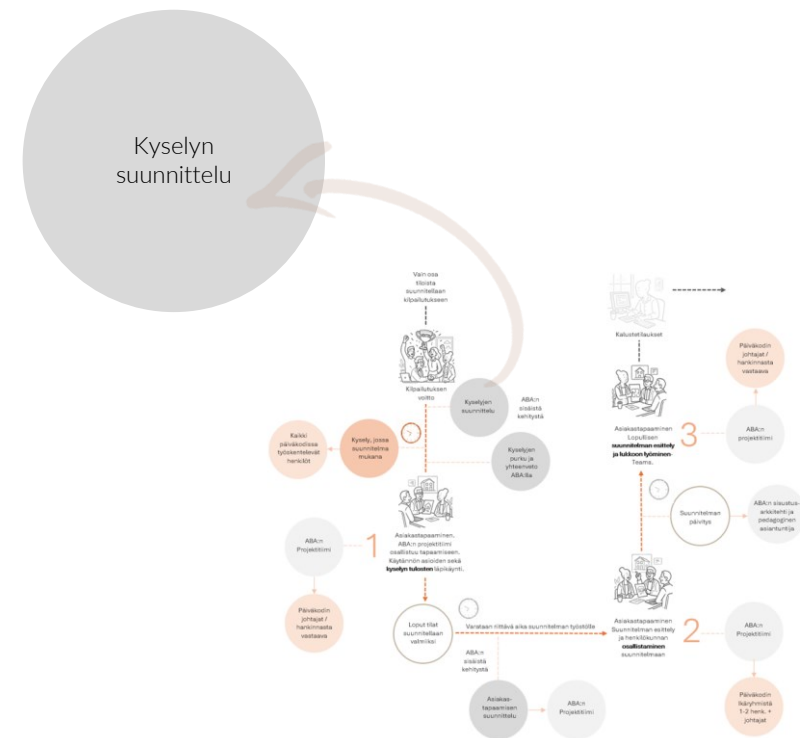 Kyselyn
suunnittelu
Vain osa
tiloista
suunnitellaan
kilpailutukseen
Kilpailutuksen
voitto
Kyselyjen
suunnittelu
ABA:n
sisäistä
kehitystä
Kaikki
päiväkodissa
työskentelevät
henkilöt
Kysely, jossa
suunnitelma
mukana
Kyselyjen
purku ja
yhteenveto
ABA:lla
ABA:n
Projektitiimi
1
Asiakastapaaminen.
ABA:n projektitiimi
osallistuu tapaamiseen.
Käytännön asioiden sekä
kyselyn tulosten läpikäynti.
Päiväkodin
johtajat /
hankinnasta
vastaava
Loput tilat
suunnitellaan
valmiiksi
Varataan riittävä aika suunnitelman työstölle
ABA:n
sisäistä
kehitystä
Asiakas-
tapaamisen
suunnittelu
ABA:n
Projektitiimi
Asiakastapaaminen
Suunnitelman esittely
ja henkilökunnan
osallistaminen
suunnitelmaan
2
ABA:n
Projektitiimi
Päiväkodin
Ikäryhmistä
1-2 henk. +
johtajat
Suunnitelman
päivitys
ABA:n sisustus-
arkkitehti ja
pedagoginen
asiantuntija
Asiakastapaaminen
Lopullisen
suunnitelman esittely
ja lukkoon lyöminen-
Teams.
3
ABA:n
projektitiimi
Päiväkodin
johtajat /
hankinnasta
vastaava
Kalustetilaukset